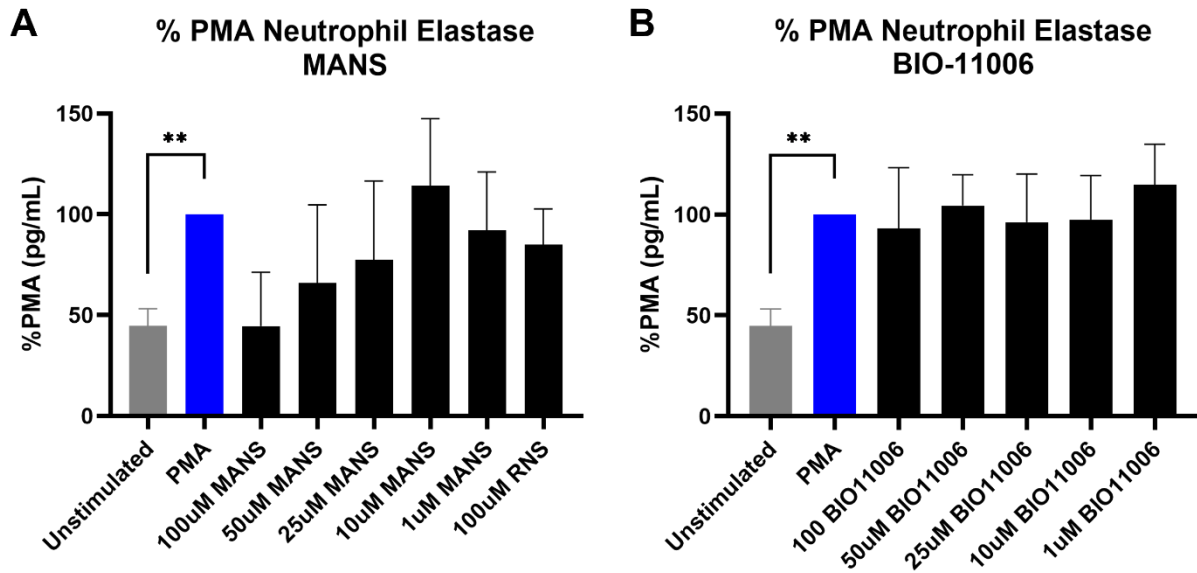 A
% PMA Neutrophil Elastase
MANS
%PMA (pg/mL)
150
100
50
0
**
Unstimulated
PMA
100uM MANS
50uM MANS
25uM MANS
10uM MANS
1uM MANS
100uM RNS
B
% PMA Neutrophil Elastase
BIO-11006
%PMA (pg/mL)
150
100
50
0
**
Unstimulated
PMA
100 BIO11006
50uM BIO11006
25uM BIO11006
10uM BIO11006
1uM BIO11006